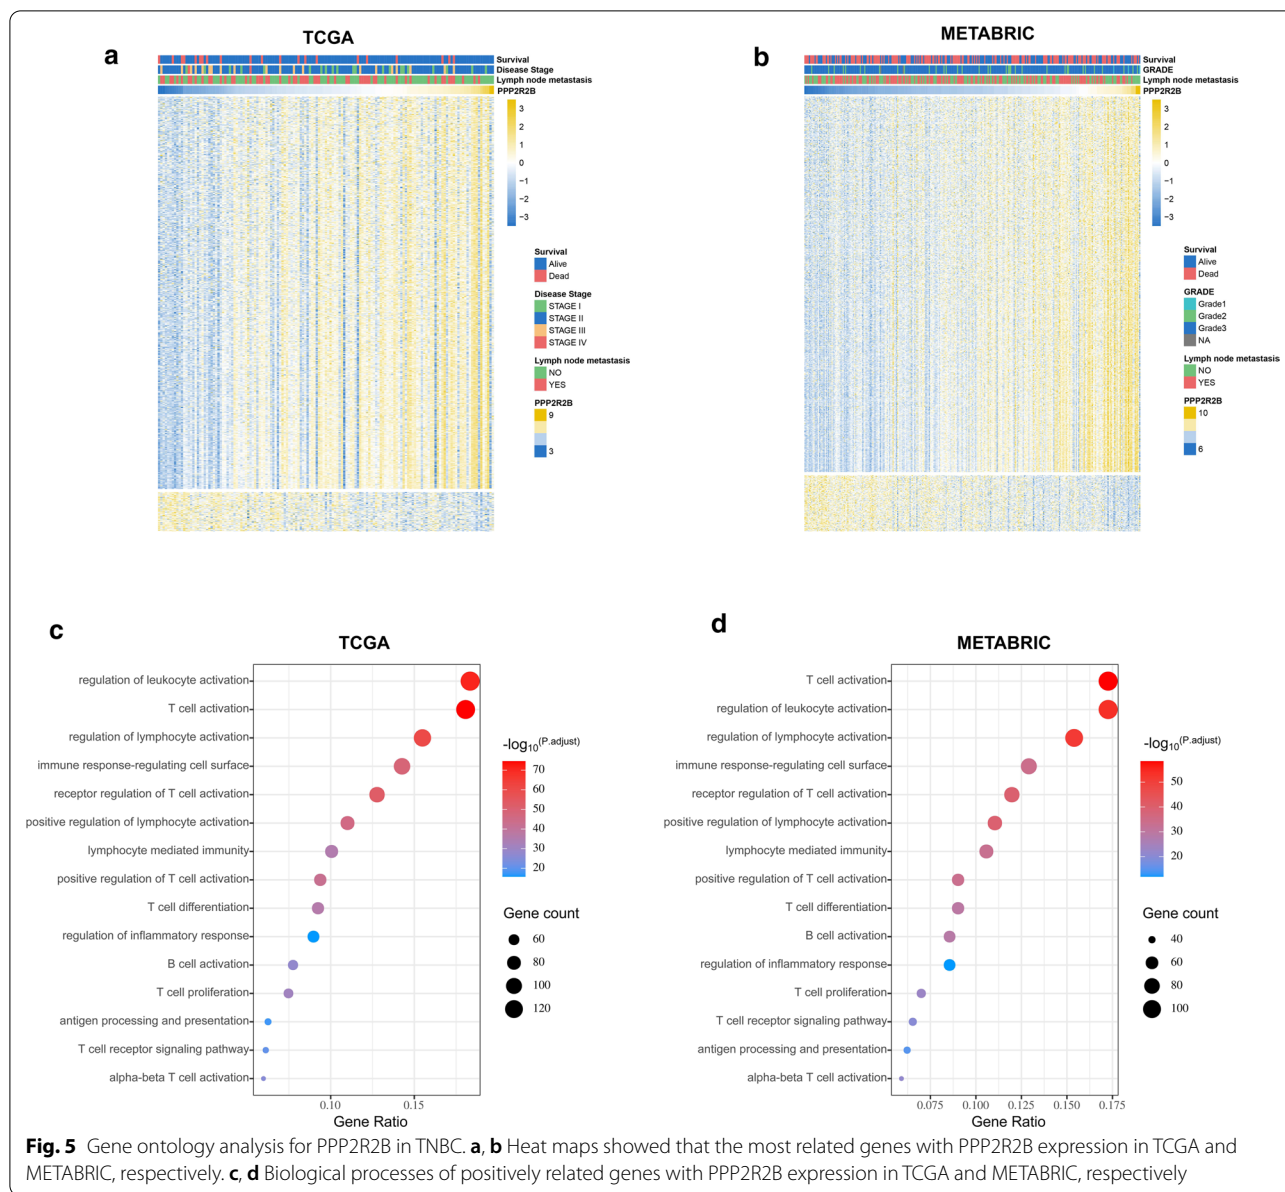 a
TCGA
Survival
Disease Stage
Lymph node metastasis
PPP2R2B
3
2
1
0
−1
−2
−3
Survival
Alive
Dead
Disease Stage
STAGE I
STAGE II
STAGE III
STAGE IV
Lymph node metastasis
NO
YES
PPP2R2B
9
3
b
METABRIC
Survival
GRADE
Lymph node metastasis
PPP2R2B
3
2
1
0
−1
−2
−3
Survival
Alive
Dead
GRADE
Grade1
Grade2
Grade3
NA
Lymph node metastasis
NO
YES
PPP2R2B
10
6
c
TCGA
regulation of leukocyte activation
T cell activation
regulation of lymphocyte activation
immune response-regulating cell surface
receptor regulation of T cell activation
positive regulation of lymphocyte activation
lymphocyte mediated immunity
positive regulation of T cell activation
T cell differentiation
regulation of inflammatory response
B cell activation
T cell proliferation
antigen processing and presentation
T cell receptor signaling pathway
alpha-beta T cell activation
0.10 0.15
Gene Ratio
-log10(P.adjust)
70
60
50
40
30
20
Gene count
60
80
100
120
d
METABRIC
T cell activation
regulation of leukocyte activation
regulation of lymphocyte activation
immune response-regulating cell surface
receptor regulation of T cell activation
positive regulation of lymphocyte activation
lymphocyte mediated immunity
positive regulation of T cell activation
T cell differentiation
B cell activation
regulation of inflammatory response
T cell proliferation
T cell receptor signaling pathway
antigen processing and presentation
alpha-beta T cell activation
0.075 0.100 0.125 0.150 0.175
Gene Ratio
-log10(P.adjust)
50
40
30
20
Gene count
40
60
80
100
Fig. 5 Gene ontology analysis for PPP2R2B in TNBC. a, b Heat maps showed that the most related genes with PPP2R2B expression in TCGA and
METABRIC, respectively. c, d Biological processes of positively related genes with PPP2R2B expression in TCGA and METABRIC, respectively